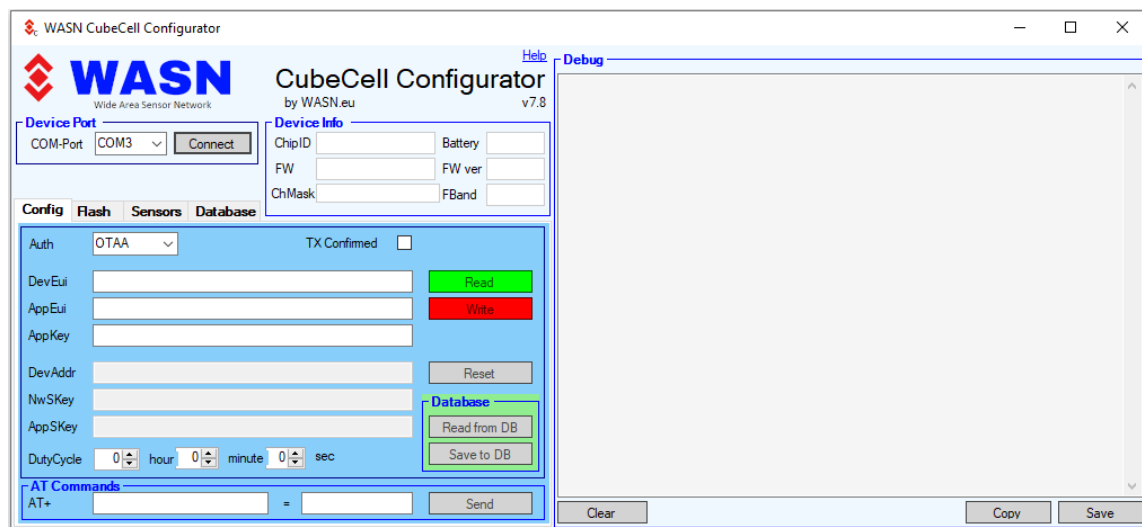 WASN CubeCell Configurator
Help
WASN
Wide Area Sensor Network
CubeCell Configurator
by WASN.eu v7.8
Device Port
COM-Port COM3 Connect
Device Info
ChipID Battery
FW FW ver
ChMask FBand
Config Flash Sensors Database
Auth OTAA TX Confirmed
DevEui Read
AppEui Write
AppKey
DevAddr Reset
NwSKey
AppSKey
Database
Read from DB
Save to DB
DutyCycle 0 hour 0 minute 0 sec
AT Commands
AT+ = Send
Debug
Clear Copy Save